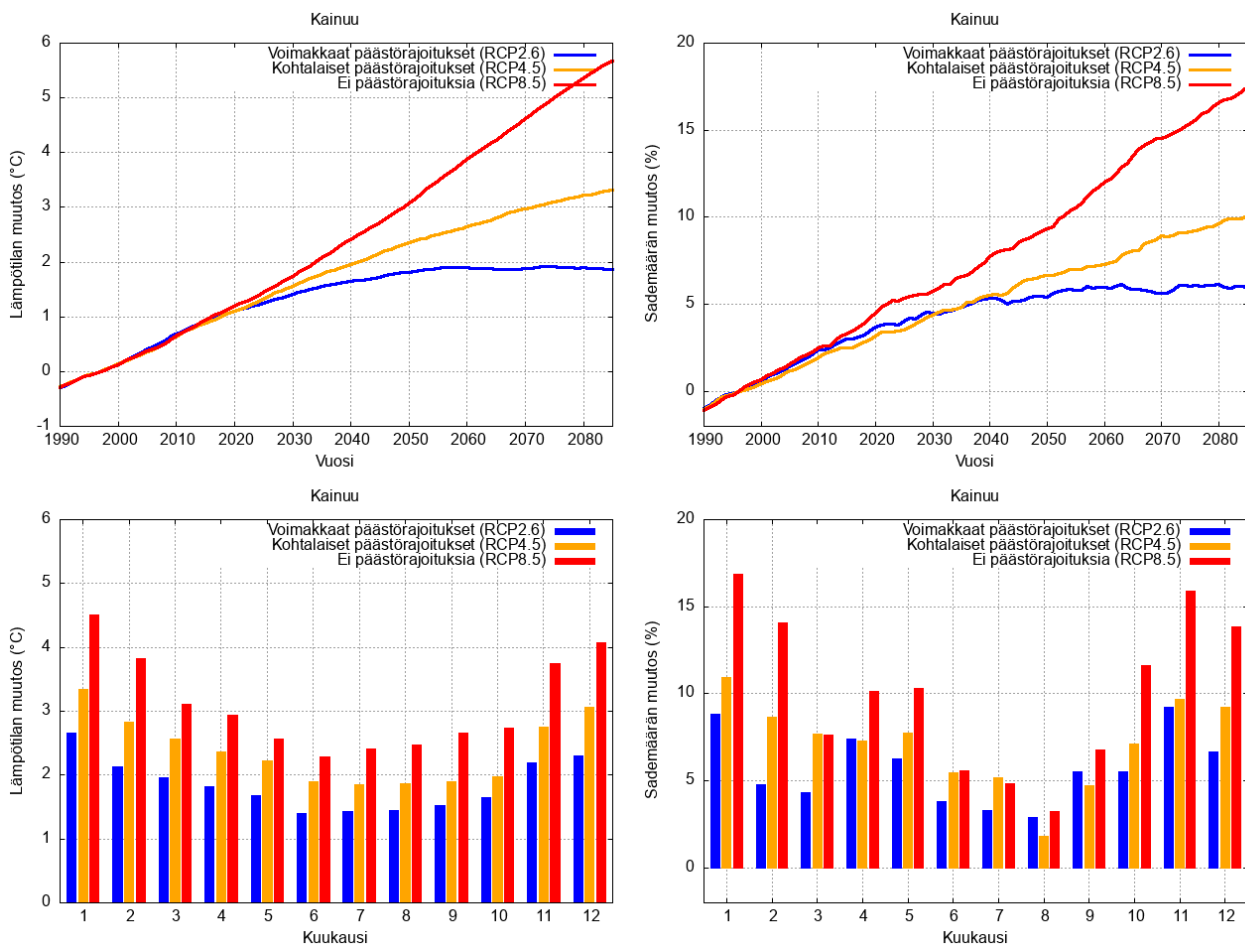 Kainuu
Voimakkaat päästörajoitukset (RCP2.6)
Kohtalaiset päästörajoitukset (RCP4.5)
Ei päästörajoituksia (RCP8.5)
Lämpötilan muutos (°C)
6
5
4
3
2
1
0
-1
1990 2000 2010 2020 2030 2040 2050 2060 2070 2080
Vuosi
Kainuu
Voimakkaat päästörajoitukset (RCP2.6)
Kohtalaiset päästörajoitukset (RCP4.5)
Ei päästörajoituksia (RCP8.5)
Sademäärän muutos (%)
20
15
10
5
0
1990 2000 2010 2020 2030 2040 2050 2060 2070 2080
Vuosi
Kainuu
Voimakkaat päästörajoitukset (RCP2.6)
Kohtalaiset päästörajoitukset (RCP4.5)
Ei päästörajoituksia (RCP8.5)
Lämpötilan muutos (°C)
6
5
4
3
2
1
0
1 2 3 4 5 6 7 8 9 10 11 12
Kuukausi
Kainuu
Voimakkaat päästörajoitukset (RCP2.6)
Kohtalaiset päästörajoitukset (RCP4.5)
Ei päästörajoituksia (RCP8.5)
Sademäärän muutos (%)
20
15
10
5
0
1 2 3 4 5 6 7 8 9 10 11 12
Kuukausi